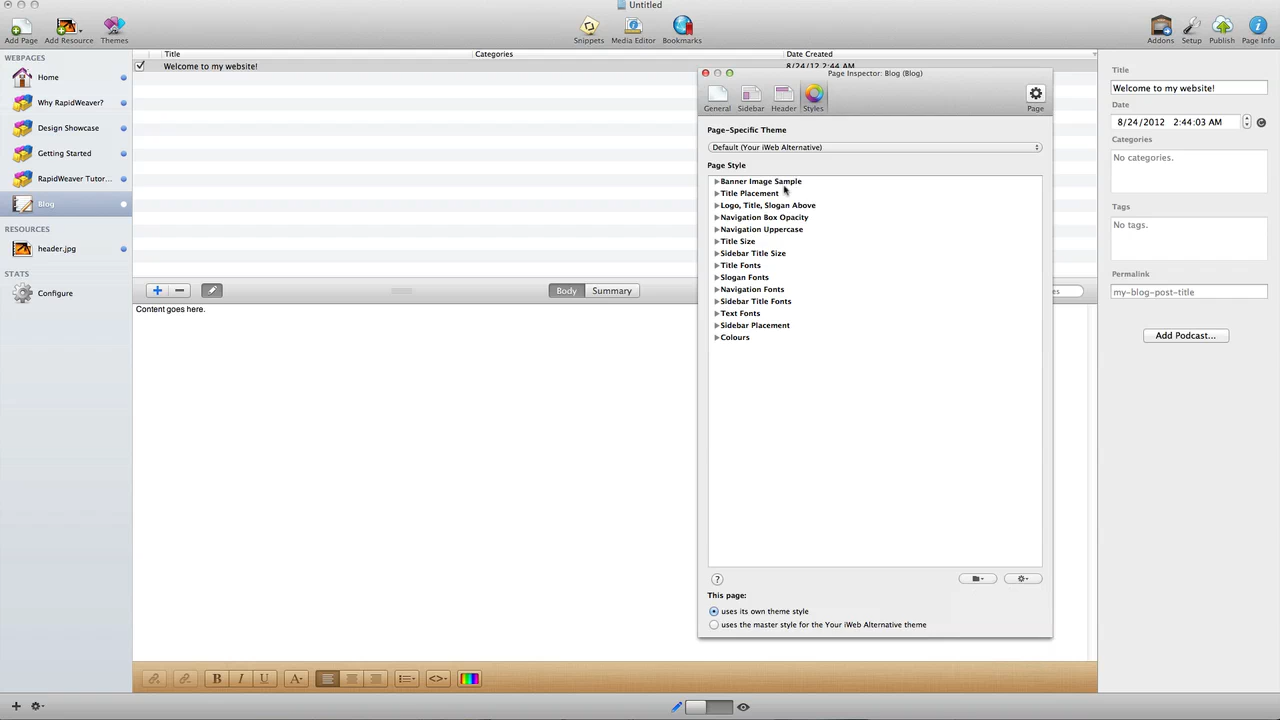 Untitled
Add Page
Add Resource
Themes
Snippets
Media Editor
Bookmarks
Addons
Setup
Publish
Page Info
WEBPAGES
Home
Why RapidWeaver?
Design Showcase
Getting Started
RapidWeaver Tutor...
Blog
RESOURCES
header.jpg
STATS
Configure
Title
Categories
Date Created
Welcome to my website!
8/24/12 2:44 AM
Body
Summary
Content goes here.
Page Inspector: Blog (Blog)
General
Sidebar
Header
Styles
Page
Page-Specific Theme
Default (Your iWeb Alternative)
Page Style
Banner Image Sample
Title Placement
Logo, Title, Slogan Above
Navigation Box Opacity
Navigation Uppercase
Title Size
Sidebar Title Size
Title Fonts
Slogan Fonts
Navigation Fonts
Sidebar Title Fonts
Text Fonts
Sidebar Placement
Colours
?
This page:
uses its own theme style
uses the master style for the Your iWeb Alternative theme
Title
Welcome to my website!
Date
8/24/2012 2:44:03 AM
Categories
No categories.
Tags
No tags.
Permalink
my-blog-post-title
Add Podcast...
B I U A